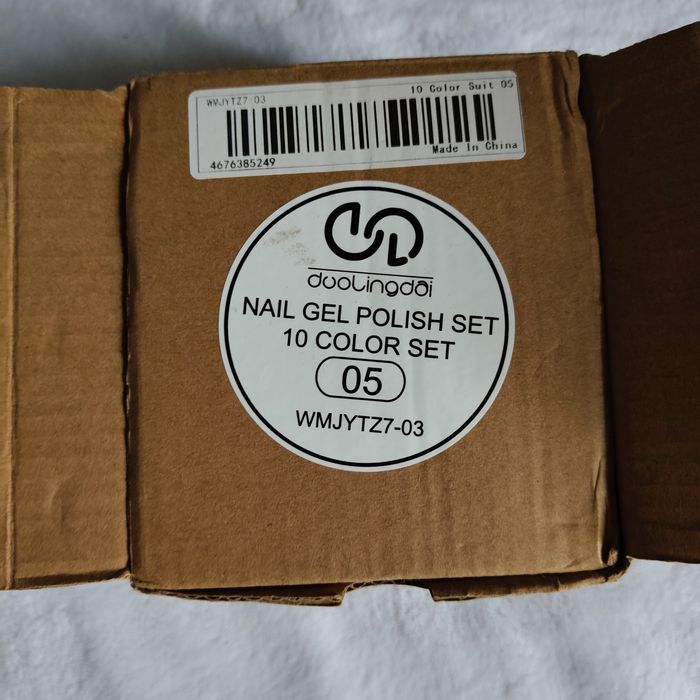 WMJYTZ7-03 10 Color Suit 05
4676385249 Made In China
duolingdai
NAIL GEL POLISH SET
10 COLOR SET
05
WMJYTZ7-03